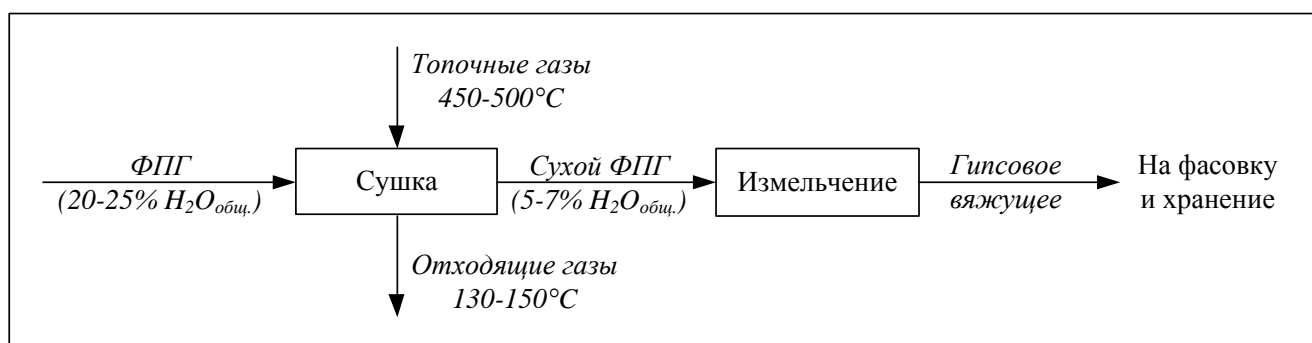 Топочные газы
450-500°С
ФПГ
(20-25% H₂Oобщ.)
Сушка
Сухой ФПГ
(5-7% H₂Oобщ.)
Измельчение
Гипсовое
вяжущее
На фасовку
и хранение
Отходящие газы
130-150°С